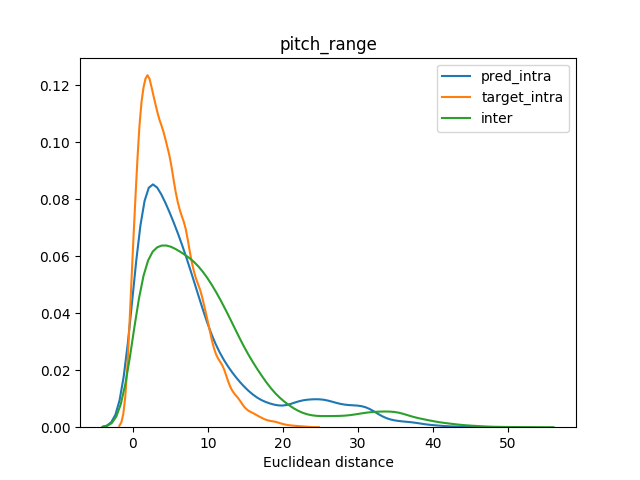 pitch_range
pred_intra
target_intra
inter
0.12
0.10
0.08
0.06
0.04
0.02
0.00
0 10 20 30 40 50
Euclidean distance